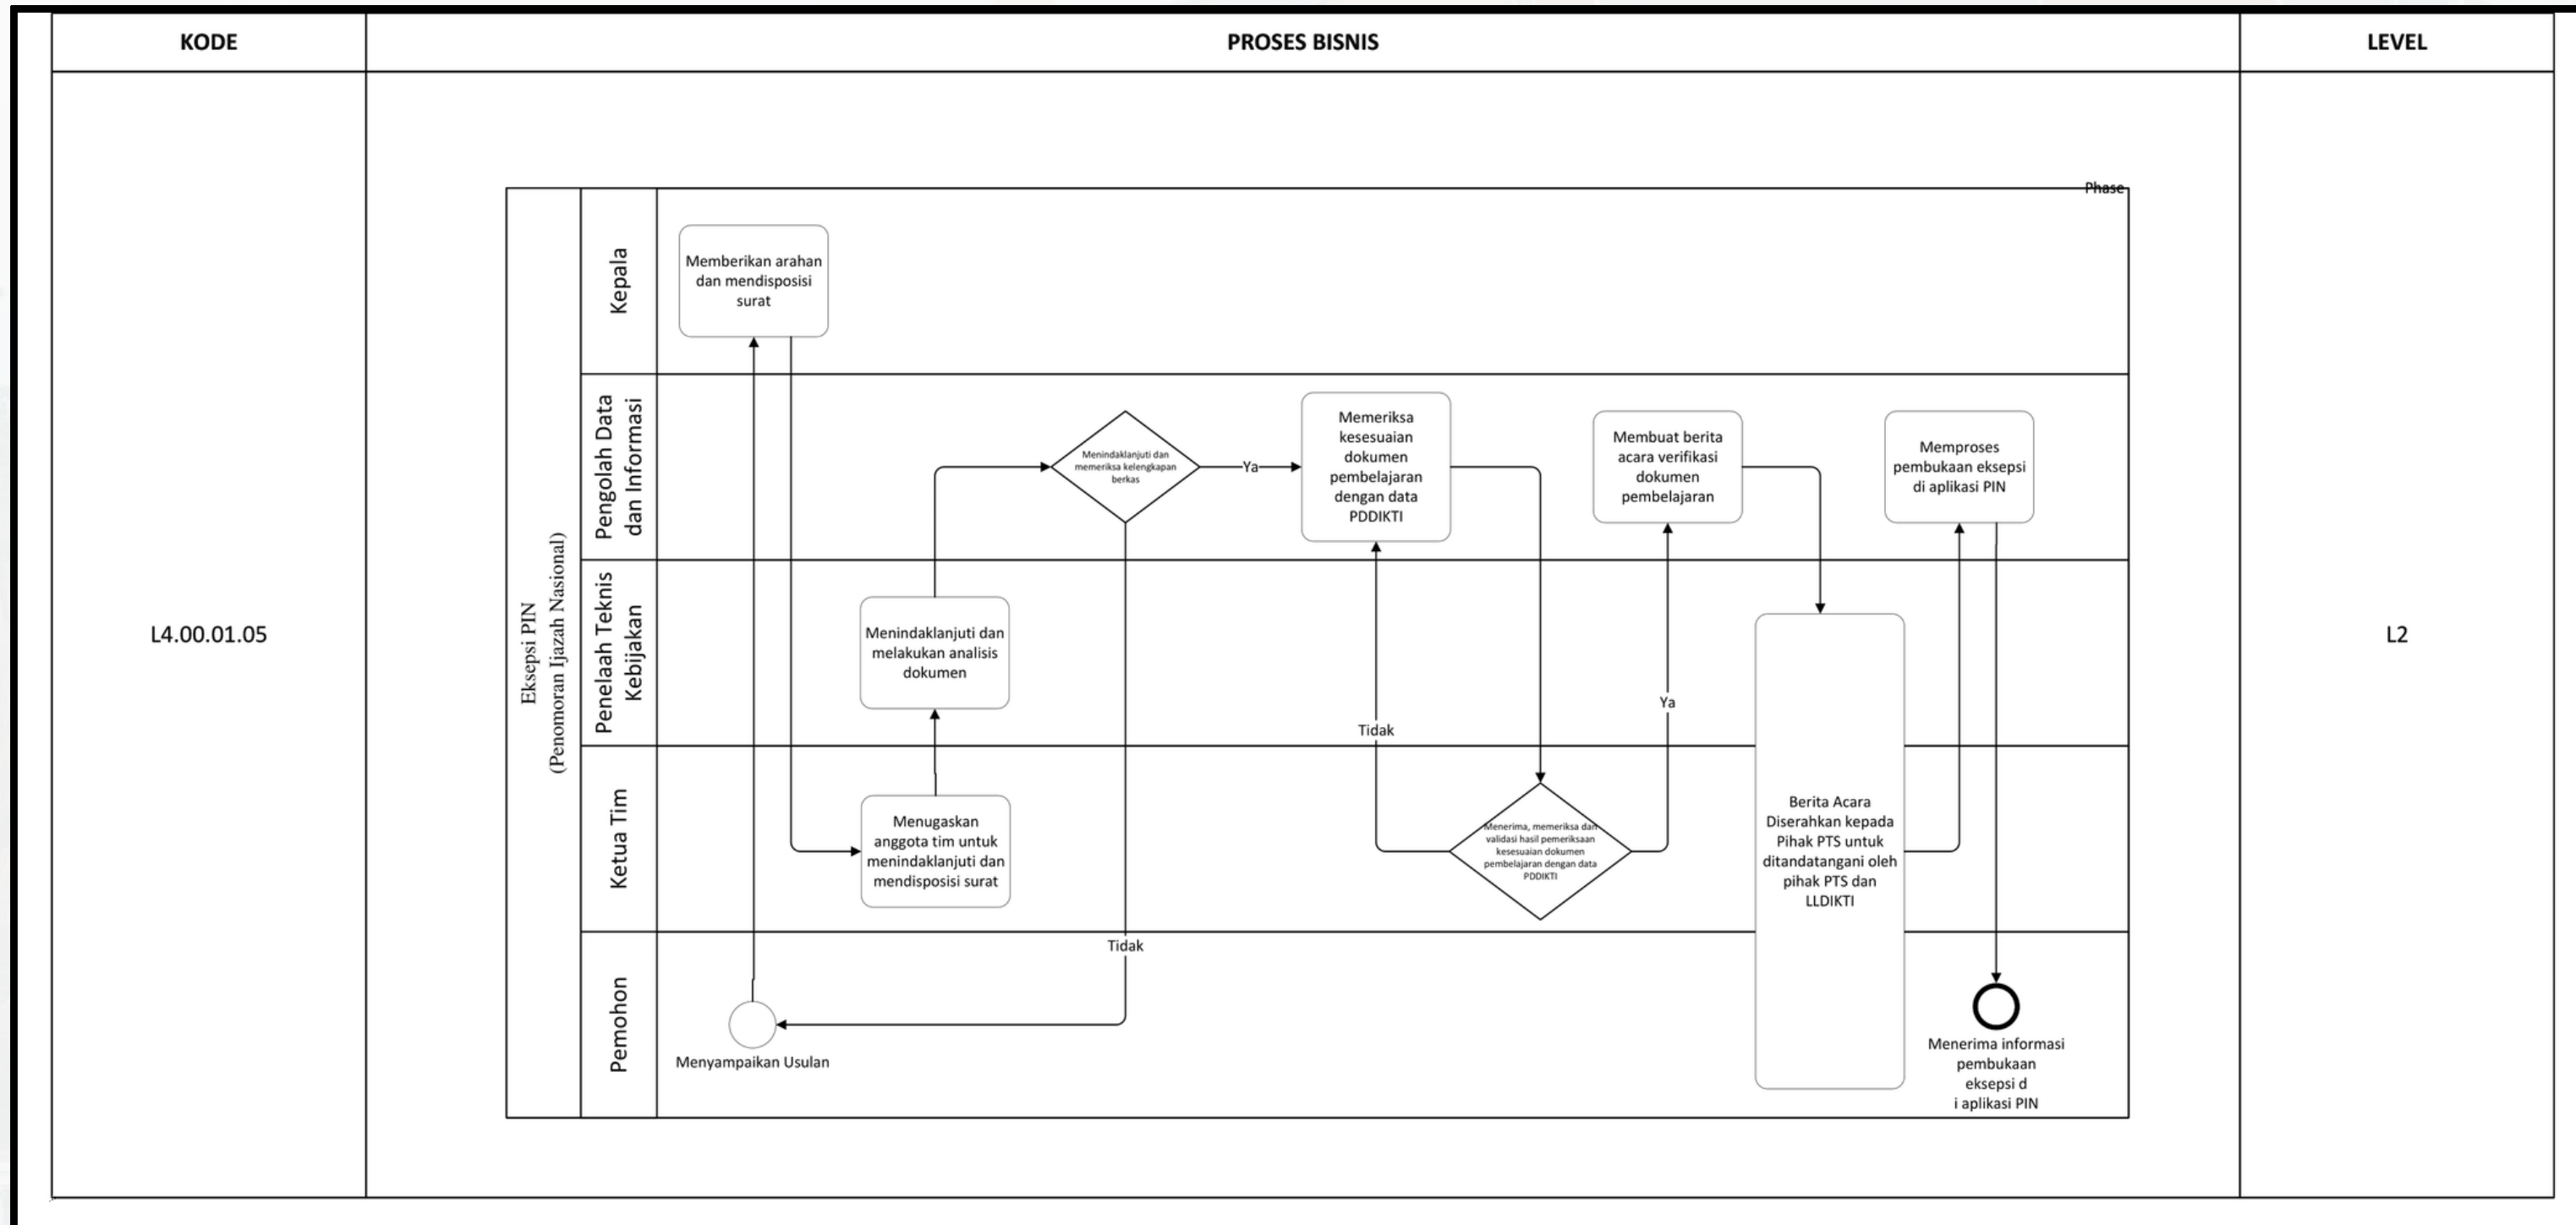 KODE
PROSES BISNIS
LEVEL
L4.00.01.05
L2
Phase
Eksepsi PIN
(Penomoran Ijazah Nasional)
Kepala
Memberikan arahan
dan mendisposisi
surat
Pengolah Data
dan Informasi
Menindaklanjuti dan
memeriksa kelengkapan
berkas
Ya
Memeriksa
kesesuaian
dokumen
pembelajaran
dengan data
PDDIKTI
Membuat berita
acara verifikasi
dokumen
pembelajaran
Memproses
pembukaan eksepsi
di aplikasi PIN
Penelaah Teknis
Kebijakan
Menindaklanjuti dan
melakukan analisis
dokumen
Tidak
Ya
Ketua Tim
Menugaskan
anggota tim untuk
menindaklanjuti dan
mendisposisi surat
Menerima, memeriksa dan
validasi hasil pemeriksaan
kesesuaian dokumen
pembelajaran dengan data
PDDIKTI
Berita Acara
Diserahkan kepada
Pihak PTS untuk
ditandatangani oleh
pihak PTS dan
LLDIKTI
Pemohon
Tidak
Menyampaikan Usulan
Menerima informasi
pembukaan
eksepsi d
i aplikasi PIN